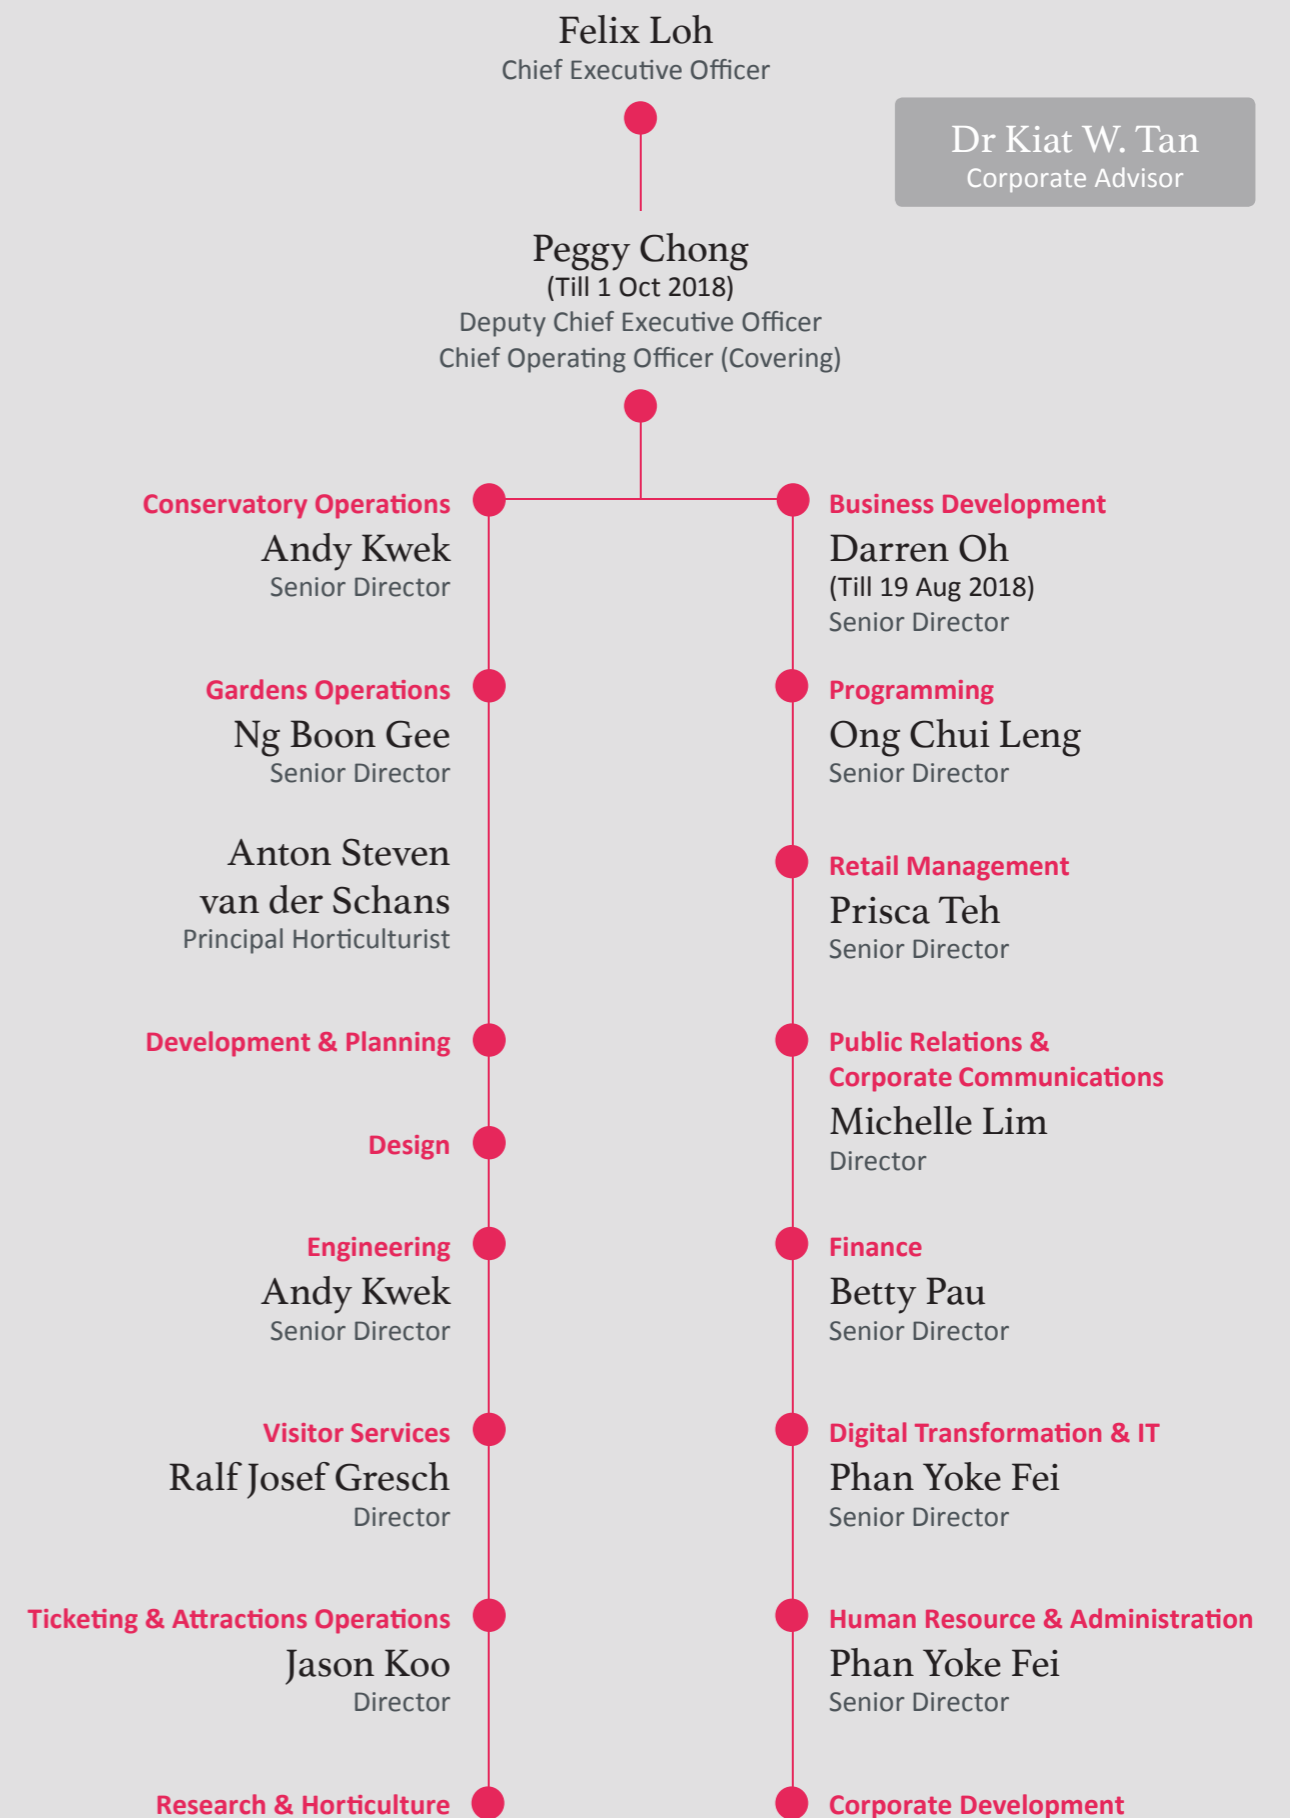 Felix Loh
Chief Executive Officer
Dr Kiat W. Tan
Corporate Advisor
Peggy Chong
(Till 1 Oct 2018)
Deputy Chief Executive Officer
Chief Operating Officer (Covering)
Conservatory Operations
Andy Kwek
Senior Director
Gardens Operations
Ng Boon Gee
Senior Director
Anton Steven
van der Schans
Principal Horticulturist
Development & Planning
Design
Engineering
Andy Kwek
Senior Director
Visitor Services
Ralf Josef Gresch
Director
Ticketing & Attractions Operations
Jason Koo
Director
Research & Horticulture
Business Development
Darren Oh
(Till 19 Aug 2018)
Senior Director
Programming
Ong Chui Leng
Senior Director
Retail Management
Prisca Teh
Senior Director
Public Relations &
Corporate Communications
Michelle Lim
Director
Finance
Betty Pau
Senior Director
Digital Transformation & IT
Phan Yoke Fei
Senior Director
Human Resource & Administration
Phan Yoke Fei
Senior Director
Corporate Development